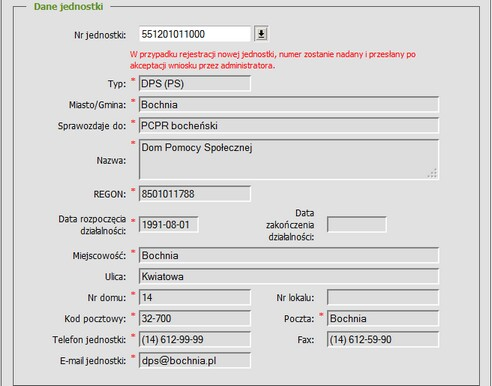 Dane jednostki
Nr jednostki: 551201011000
W przypadku rejestracji nowej jednostki, numer zostanie nadany i przesłany po
akceptacji wniosku przez administratora.
Typ: * DPS (PS)
Miasto/Gmina: * Bochnia
Sprawozdaje do: * PCPR bocheński
Nazwa: * Dom Pomocy Społecznej
REGON: * 8501011788
Data rozpoczęcia działalności: * 1991-08-01 Data zakończenia działalności:
Miejscowość: * Bochnia
Ulica: Kwiatowa
Nr domu: * 14 Nr lokalu:
Kod pocztowy: * 32-700 Poczta: * Bochnia
Telefon jednostki: * (14) 612-99-99 Fax: (14) 612-59-90
E-mail jednostki: * dps@bochnia.pl